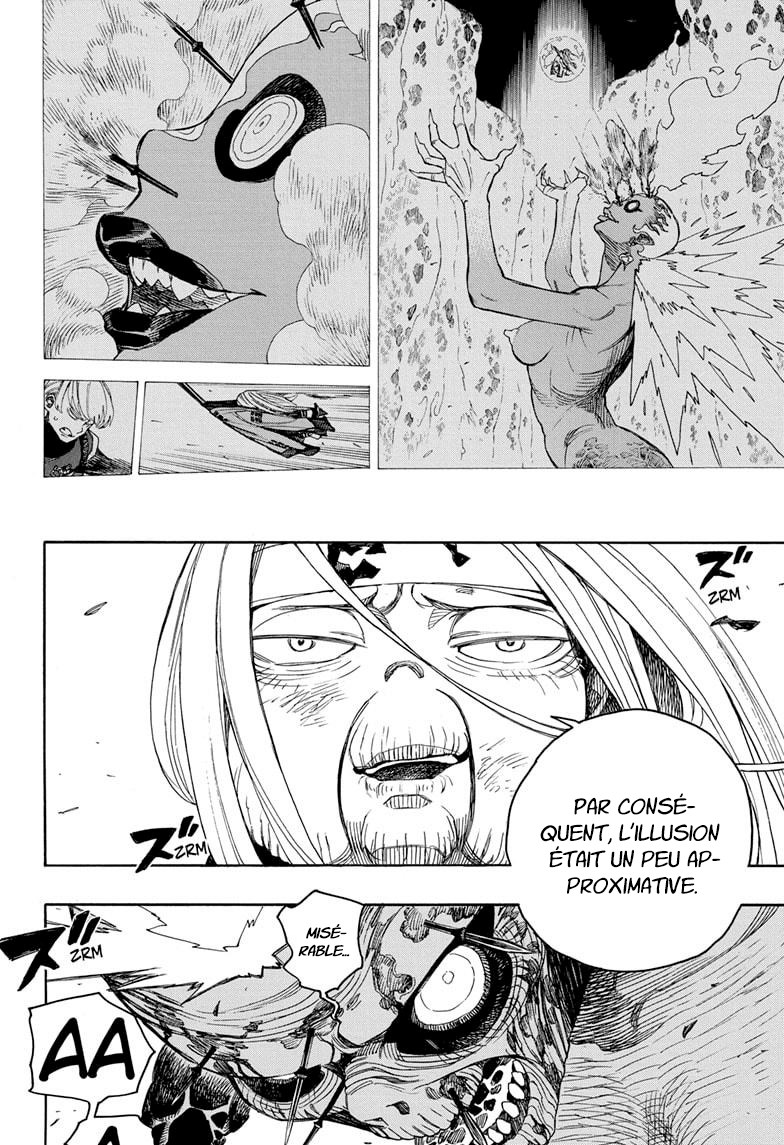 ズ
ZRM
PAR CONSÉ-
QUENT, L'ILLUSION
ÉTAIT UN PEU AP-
PROXIMATIVE.
ズ
ZRM
ズ
ZRM
MISÉ-
RABLE...
AA
A